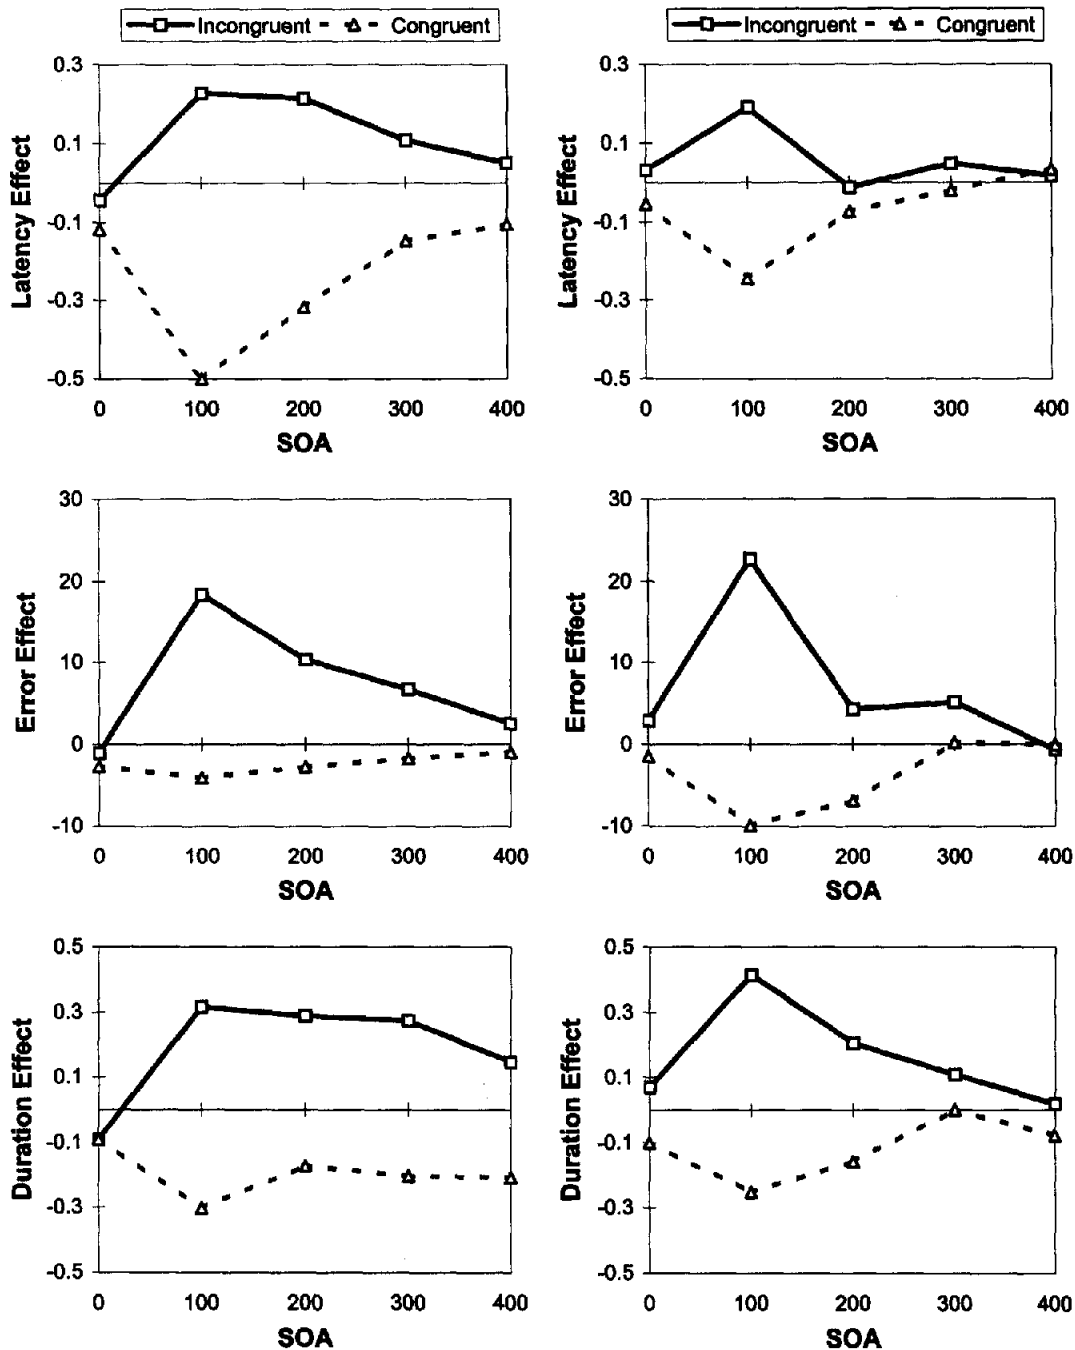 Incongruent Congruent
Incongruent Congruent
0.3
0.1
-0.1
-0.3
-0.5
Latency Effect
0 100 200 300 400
SOA
0.3
0.1
-0.1
-0.3
-0.5
Latency Effect
0 100 200 300 400
SOA
30
20
10
0
-10
Error Effect
0 100 200 300 400
SOA
30
20
10
0
-10
Error Effect
0 100 200 300 400
SOA
0.5
0.3
0.1
-0.1
-0.3
-0.5
Duration Effect
0 100 200 300 400
SOA
0.5
0.3
0.1
-0.1
-0.3
-0.5
Duration Effect
0 100 200 300 400
SOA